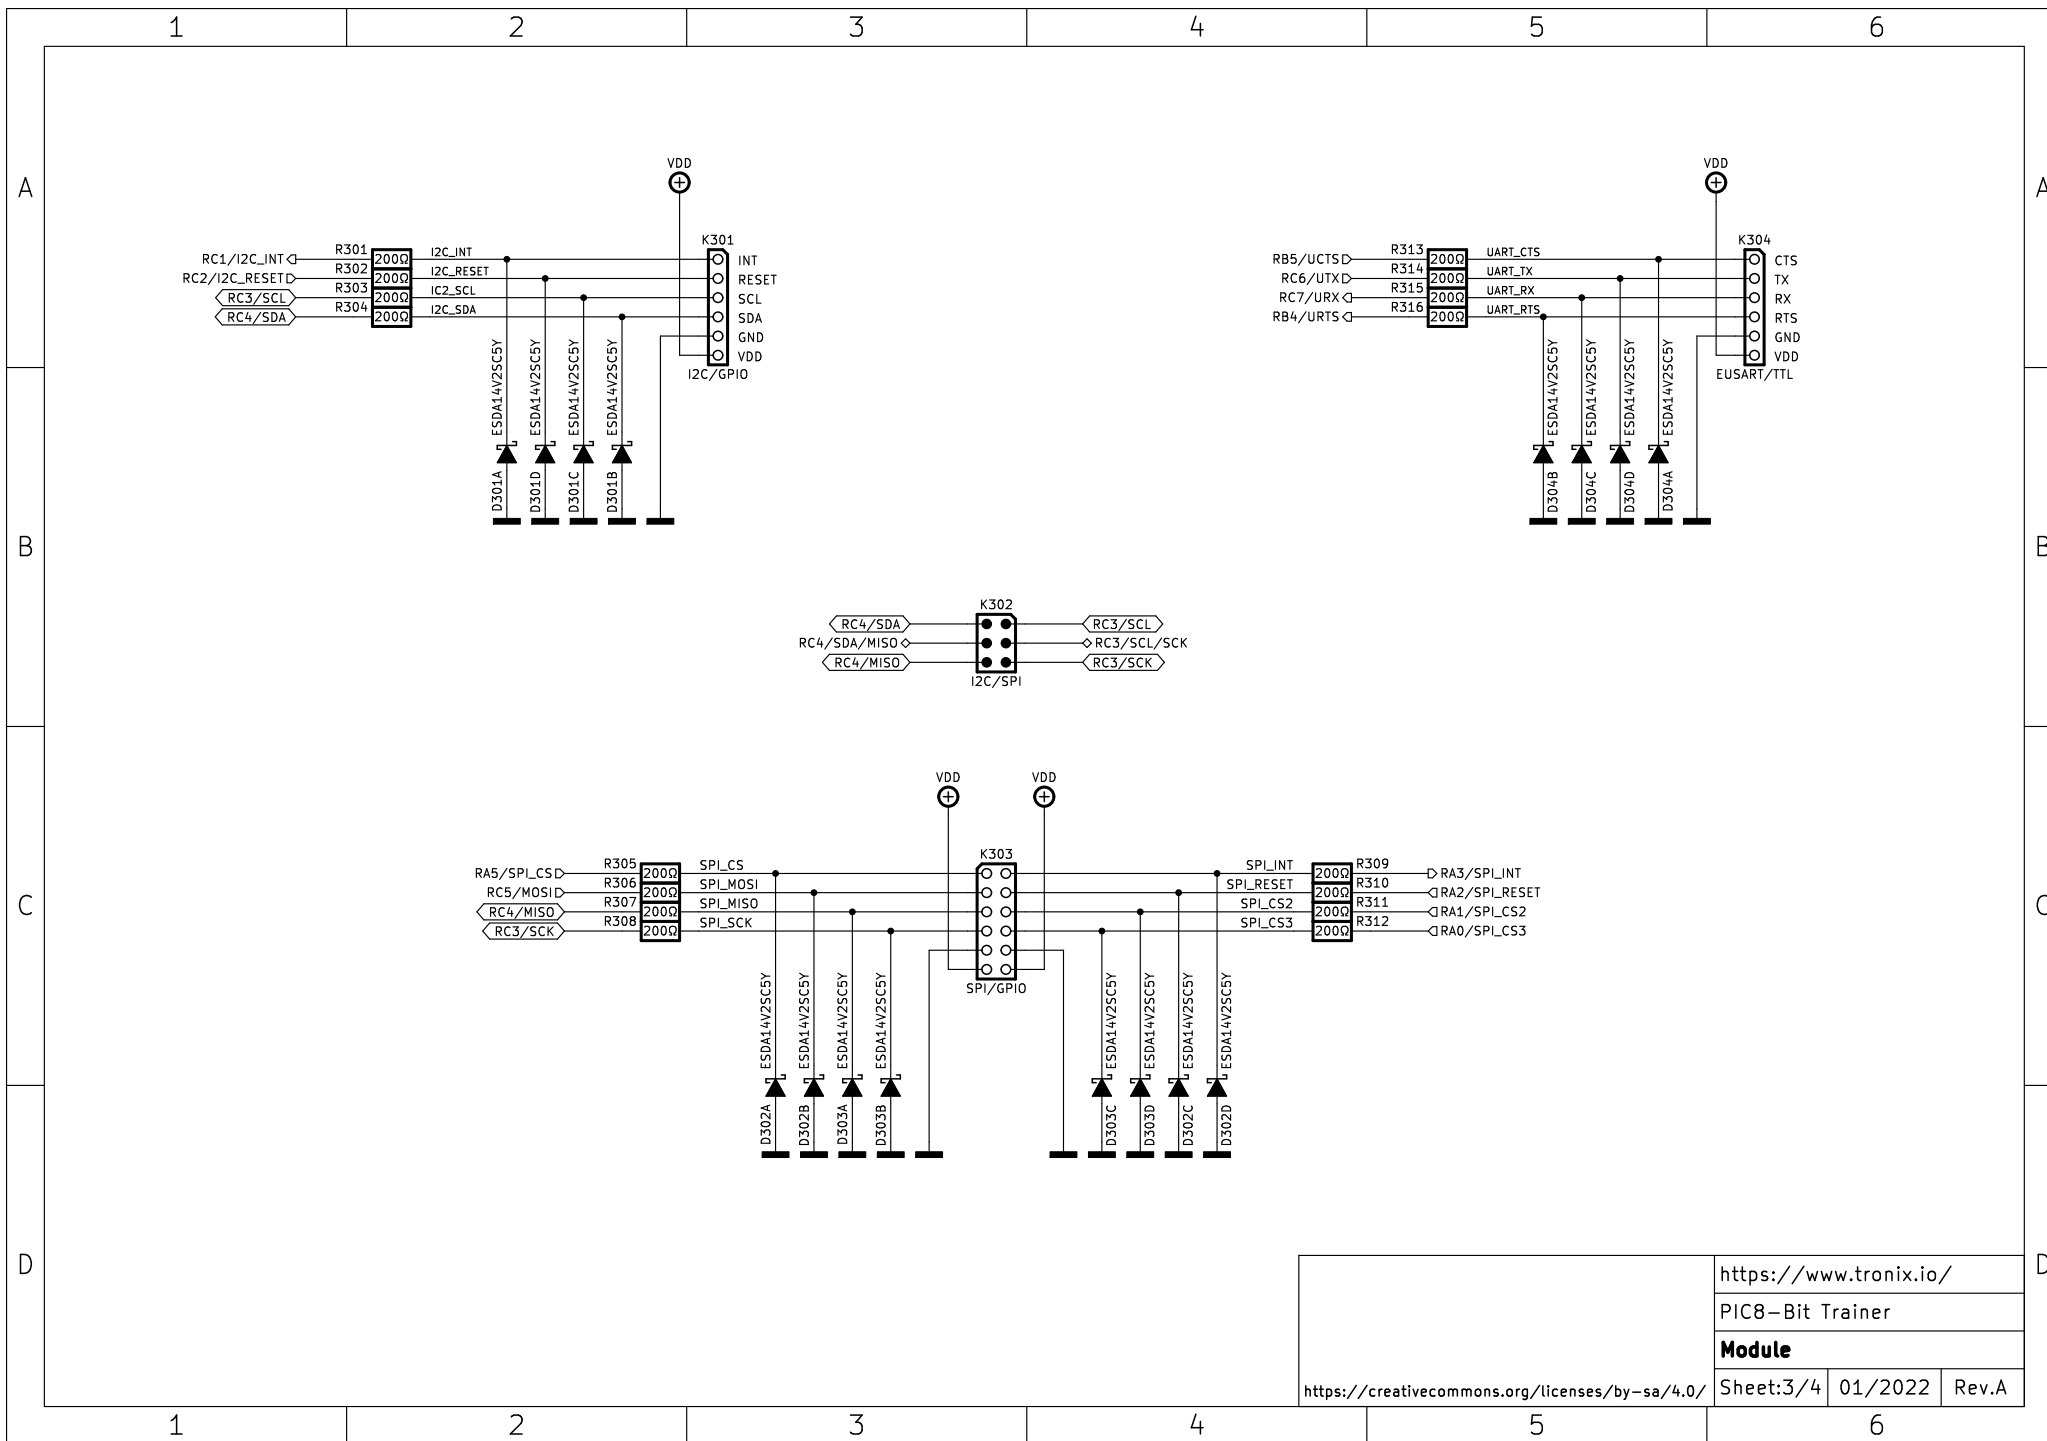 1 2 3 4 5 6
A A
VDD
K301
R301 200Ω I2C_INT
RC1/I2C_INT INT
R302 200Ω I2C_RESET
RC2/I2C_RESET RESET
R303 200Ω IC2_SCL
RC3/SCL SCL
R304 200Ω I2C_SDA
RC4/SDA SDA
GND
VDD
I2C/GPIO
ESDA14V2SC5Y ESDA14V2SC5Y ESDA14V2SC5Y ESDA14V2SC5Y
D301A D301D D301C D301B
VDD
K304
R313 200Ω UART_CTS
RB5/UCTS CTS
R314 200Ω UART_TX
RC6/UTX TX
R315 200Ω UART_RX
RC7/URX RX
R316 200Ω UART_RTS
RB4/URTS RTS
GND
VDD
EUSART/TTL
ESDA14V2SC5Y ESDA14V2SC5Y ESDA14V2SC5Y ESDA14V2SC5Y
D304B D304C D304D D304A
B B
K302
RC4/SDA RC3/SCL
RC4/SDA/MISO RC3/SCL/SCK
RC4/MISO RC3/SCK
I2C/SPI
VDD VDD
K303
RA5/SPI_CS R305 200Ω SPI_CS SPI_INT 200Ω R309 RA3/SPI_INT
RC5/MOSI R306 200Ω SPI_MOSI SPI_RESET 200Ω R310 RA2/SPI_RESET
RC4/MISO R307 200Ω SPI_MISO SPI_CS2 200Ω R311 RA1/SPI_CS2
RC3/SCK R308 200Ω SPI_SCK SPI_CS3 200Ω R312 RA0/SPI_CS3
C C
SPI/GPIO
ESDA14V2SC5Y ESDA14V2SC5Y ESDA14V2SC5Y ESDA14V2SC5Y ESDA14V2SC5Y ESDA14V2SC5Y ESDA14V2SC5Y ESDA14V2SC5Y
D302A D302B D303A D303B D303C D303D D302C D302D
D D
https://www.tronix.io/
PIC8-Bit Trainer
Module
https://creativecommons.org/licenses/by-sa/4.0/ Sheet:3/4 01/2022 Rev.A
1 2 3 4 5 6